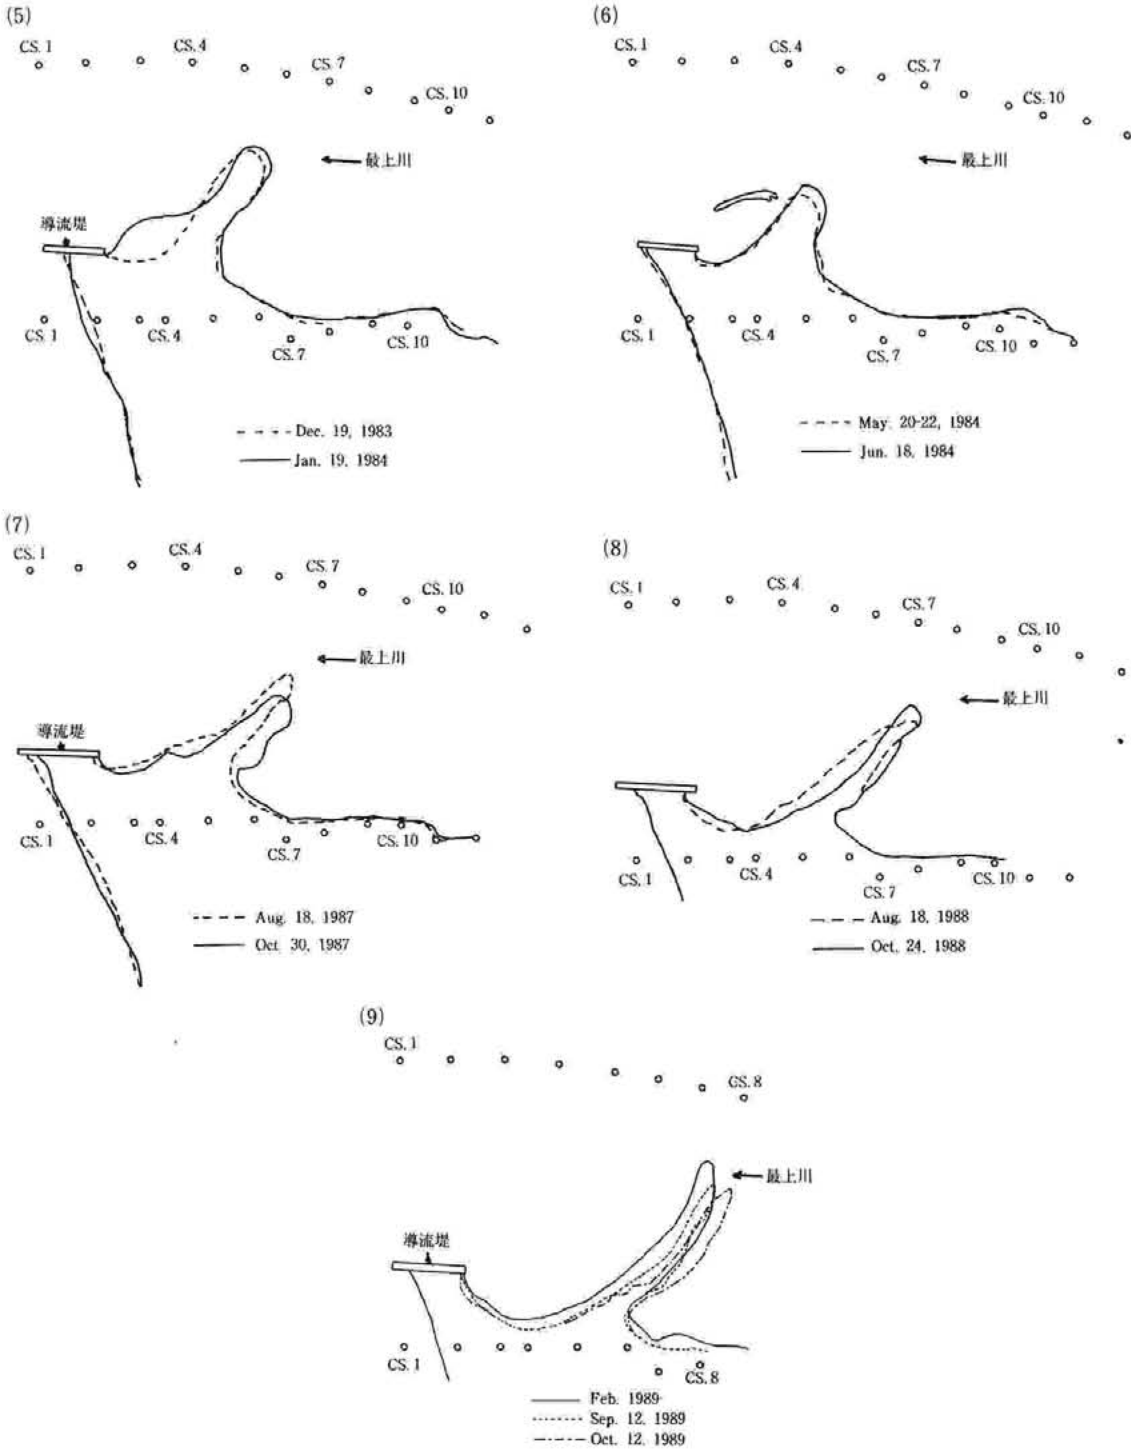 (5)
CS. 1
CS. 4
CS. 7
CS. 10
最上川
導流堤
CS. 1
CS. 4
CS. 7
CS. 10
Dec. 19, 1983
Jan. 19, 1984
(6)
CS. 1
CS. 4
CS. 7
CS. 10
最上川
CS. 1
CS. 4
CS. 7
CS. 10
May. 20-22, 1984
Jun. 18, 1984
(7)
CS. 1
CS. 4
CS. 7
CS. 10
最上川
導流堤
CS. 1
CS. 4
CS. 7
CS. 10
Aug. 18, 1987
Oct. 30, 1987
(8)
CS. 1
CS. 4
CS. 7
CS. 10
最上川
CS. 1
CS. 4
CS. 7
CS. 10
Aug. 18, 1988
Oct. 24, 1988
(9)
CS. 1
CS. 8
最上川
導流堤
CS. 1
CS. 8
Feb. 1989
Sep. 12, 1989
Oct. 12, 1989